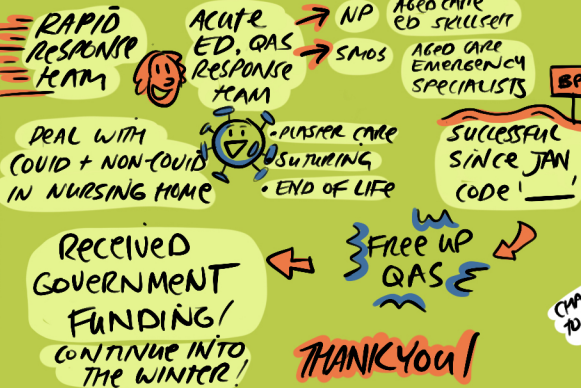 RAPID
RESPONSE
TEAM
ACUTE
ED, QAS
RESPONSE
TEAM
NP
AGED CARE
ED SKILLSET
SMOS
AGED CARE
EMERGENCY
SPECIALISTS
DEAL WITH
COVID + NON-COVID
IN NURSING HOME
• PLASTER CARE
• SUTURING
• END OF LIFE
SUCCESSFUL
SINCE JAN
CODE!____!
FREE UP
QAS
RECEIVED
GOVERNMENT
FUNDING!
CONTINUE INTO
THE WINTER!
THANKYOU!
TO